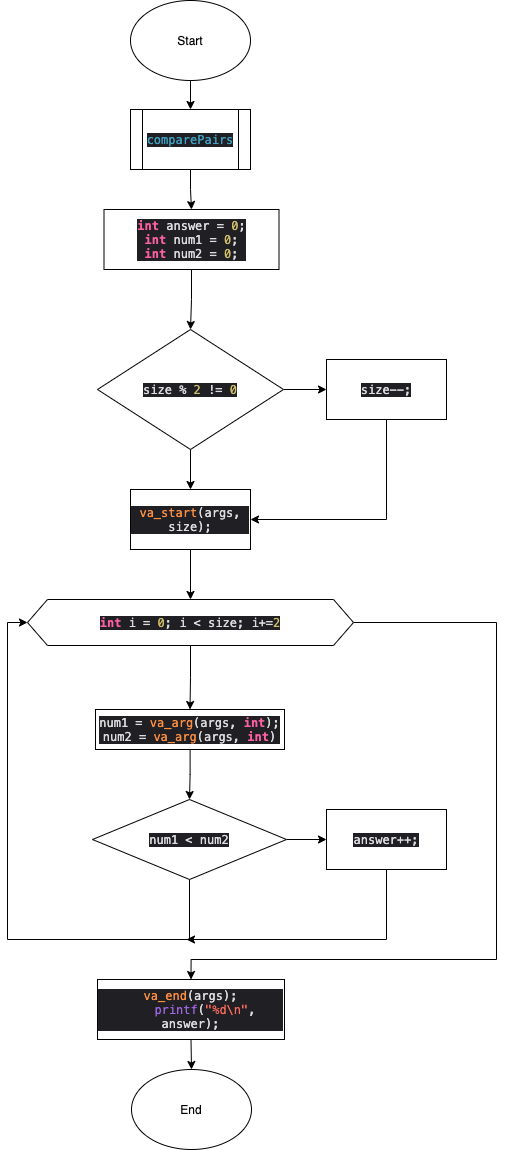 Start
comparePairs
int answer = 0;
int num1 = 0;
int num2 = 0;
size % 2 != 0
size--;
va_start(args,
size);
int i = 0; i < size; i+=2
num1 = va_arg(args, int);
num2 = va_arg(args, int)
num1 < num2
answer++;
va_end(args);
printf("%d\n",
answer);
End